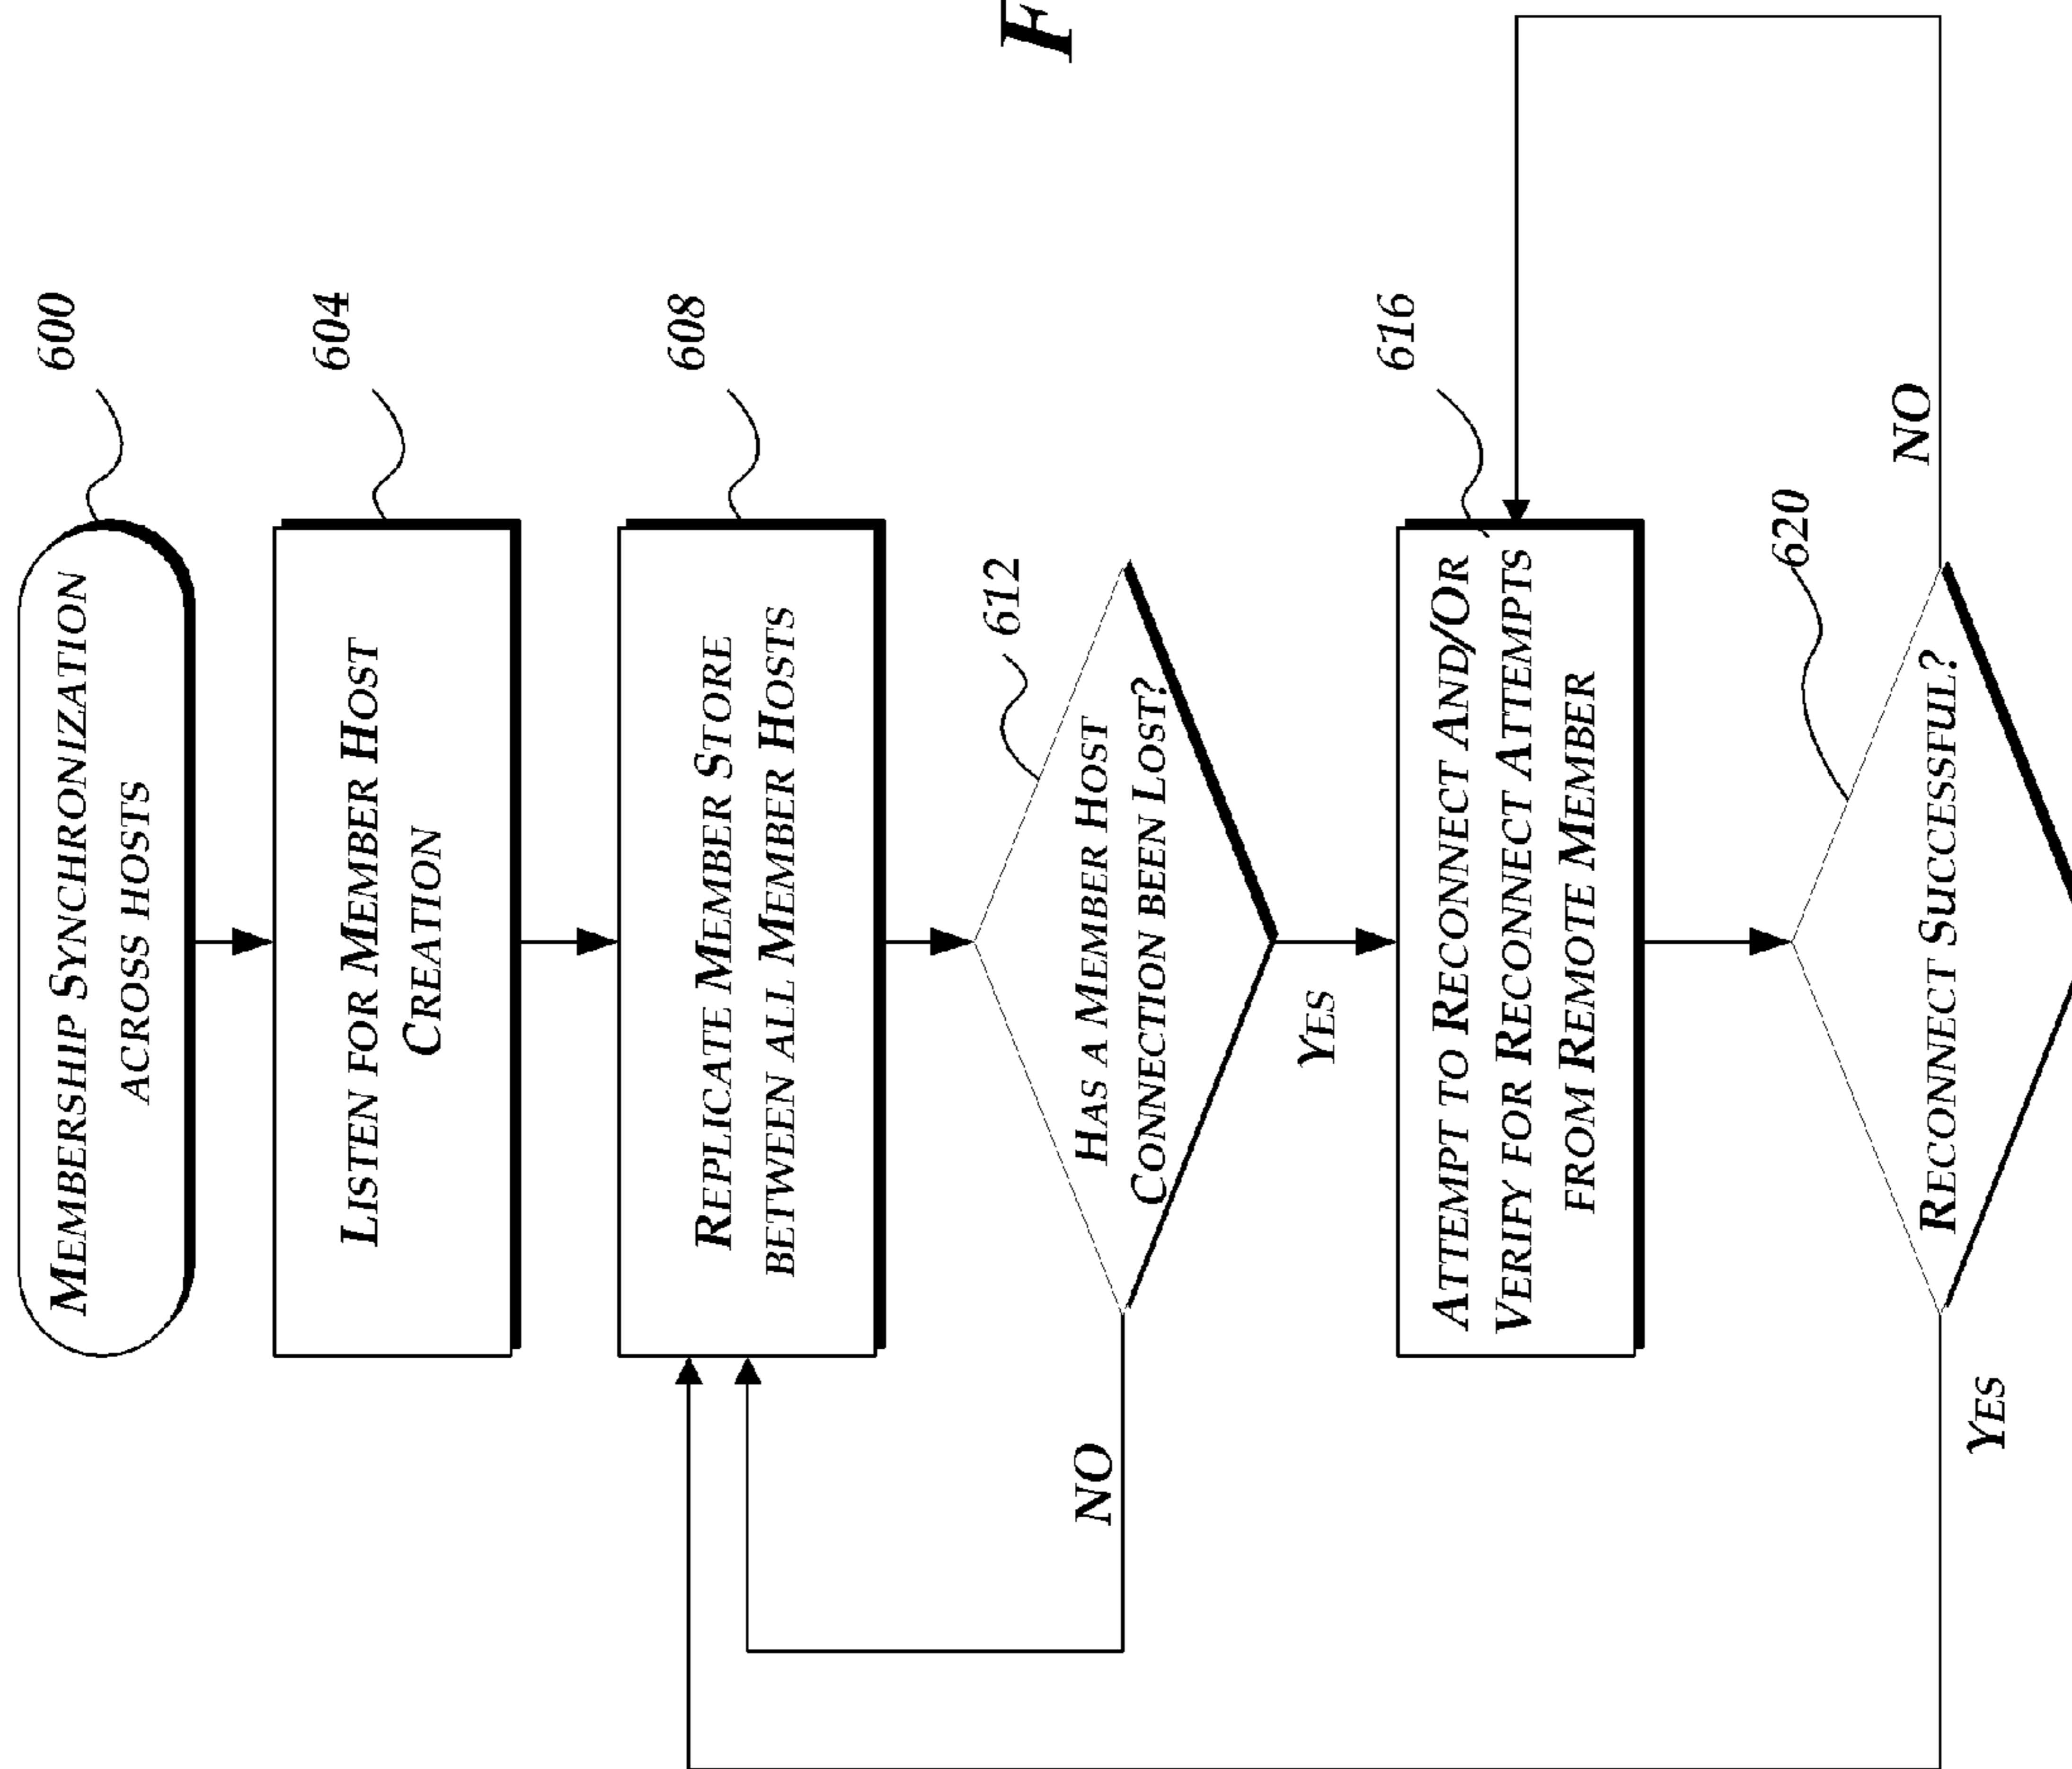 600
MEMBERSHIP SYNCHRONIZATION
ACROSS HOSTS
604
LISTEN FOR MEMBER HOST
CREATION
608
REPLICATE MEMBER STORE
BETWEEN ALL MEMBER HOSTS
612
HAS A MEMBER HOST
CONNECTION BEEN LOST?
NO
YES
616
ATTEMPT TO RECONNECT AND/OR
VERIFY FOR RECONNECT ATTEMPTS
FROM REMOTE MEMBER
620
RECONNECT SUCCESSFUL?
NO
YES
F